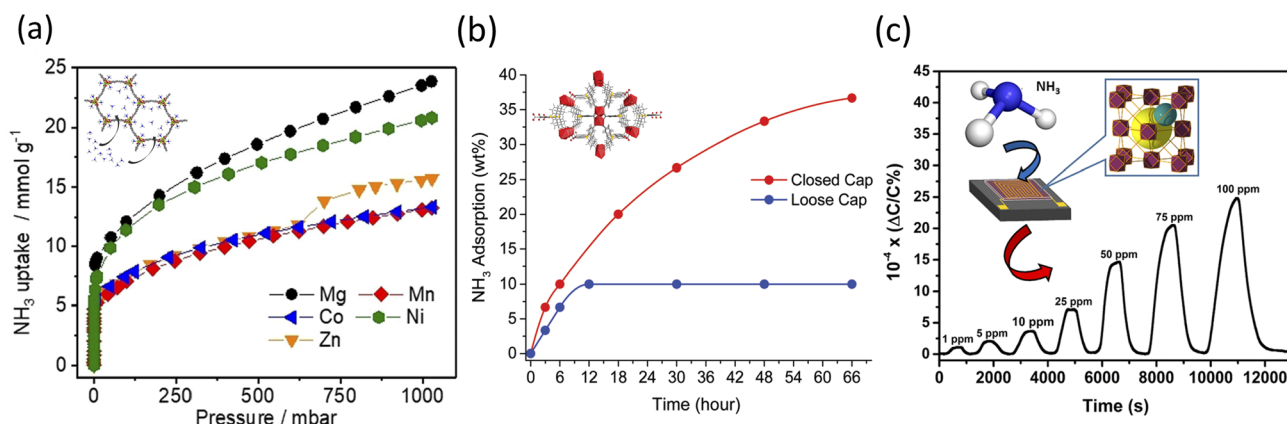 (a)
NH3 uptake / mmol g-1
25
20
15
10
5
0
Mg Mn
Co Ni
Zn
0 250 500 750 1000
Pressure / mbar
(b)
NH3 Adsorption (wt%)
40
35
30
25
20
15
10
5
0
Closed Cap
Loose Cap
0 6 12 18 24 30 36 42 48 54 60 66
Time (hour)
(c)
10-4 x (ΔC/C%)
45
40
35
30
25
20
15
10
5
0
NH3
1 ppm
5 ppm
10 ppm
25 ppm
50 ppm
75 ppm
100 ppm
0 2000 4000 6000 8000 10000 12000
Time (s)